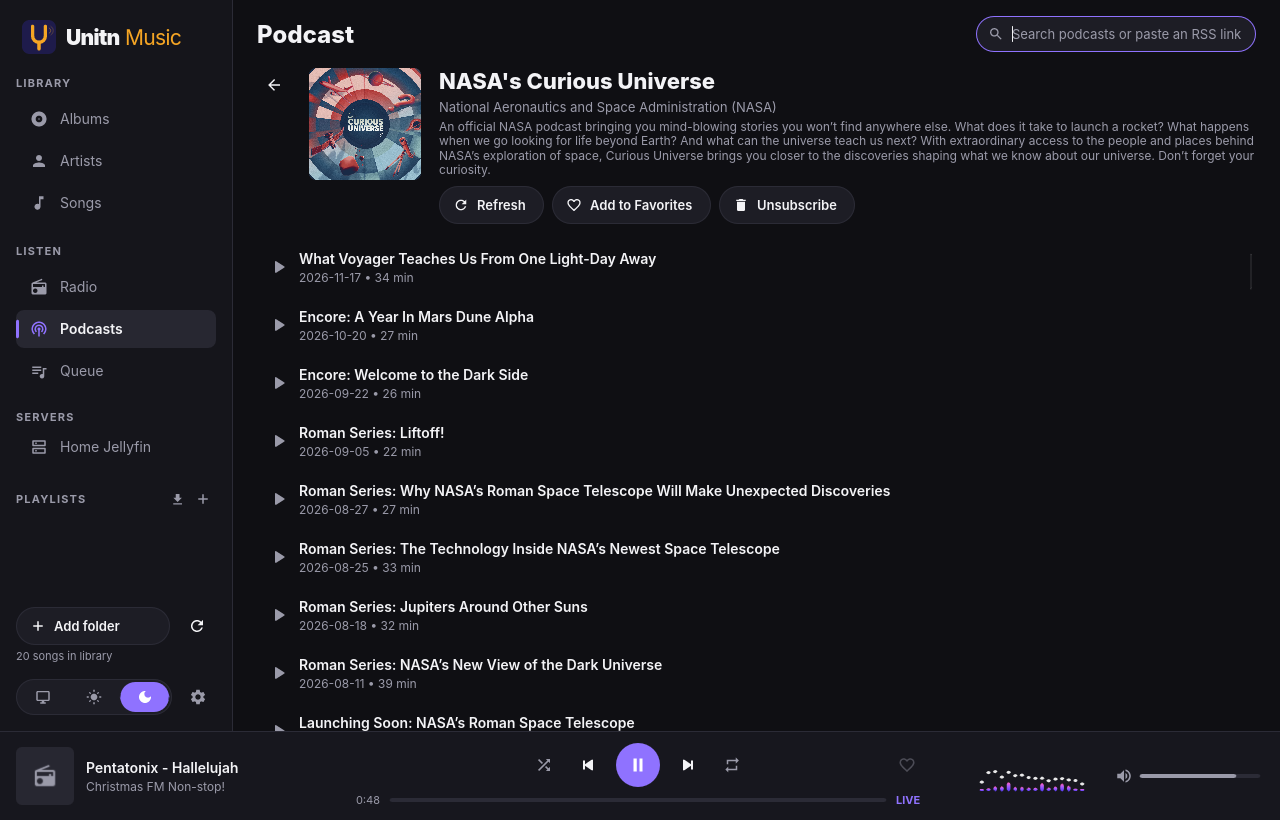 Unitn Music
LIBRARY
Albums
Artists
Songs
LISTEN
Radio
Podcasts
Queue
SERVERS
Home Jellyfin
PLAYLISTS
Add folder
20 songs in library
Podcast
Search podcasts or paste an RSS link
CURIOUS
UNIVERSE
NASA's Curious Universe
National Aeronautics and Space Administration (NASA)
An official NASA podcast bringing you mind-blowing stories you won't find anywhere else. What does it take to launch a rocket? What happens
when we go looking for life beyond Earth? And what can the universe teach us next? With extraordinary access to the people and places behind
NASA's exploration of space, Curious Universe brings you closer to the discoveries shaping what we know about our universe. Don't forget your
curiosity.
Refresh
Add to Favorites
Unsubscribe
What Voyager Teaches Us From One Light-Day Away
2026-11-17 • 34 min
Encore: A Year In Mars Dune Alpha
2026-10-20 • 27 min
Encore: Welcome to the Dark Side
2026-09-22 • 26 min
Roman Series: Liftoff!
2026-09-05 • 22 min
Roman Series: Why NASA’s Roman Space Telescope Will Make Unexpected Discoveries
2026-08-27 • 27 min
Roman Series: The Technology Inside NASA’s Newest Space Telescope
2026-08-25 • 33 min
Roman Series: Jupiters Around Other Suns
2026-08-18 • 32 min
Roman Series: NASA’s New View of the Dark Universe
2026-08-11 • 39 min
Launching Soon: NASA’s Roman Space Telescope
Pentatonix - Hallelujah
Christmas FM Non-stop!
0:48
LIVE